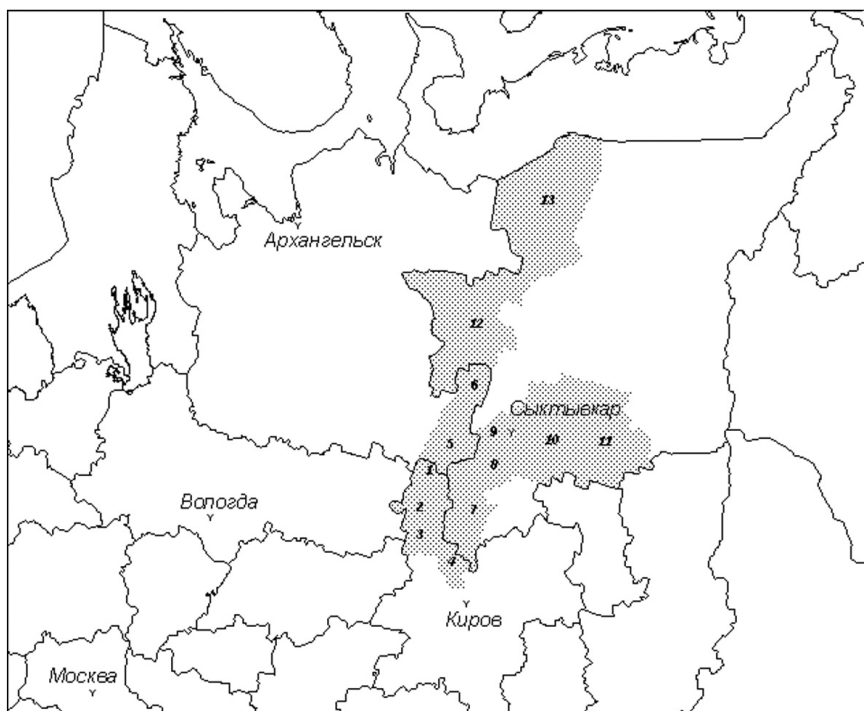 13
Архангельск
12
6
Сыктывкар
9
10
11
5
8
1
2
7
Вологда
3
4
Киров
Москва